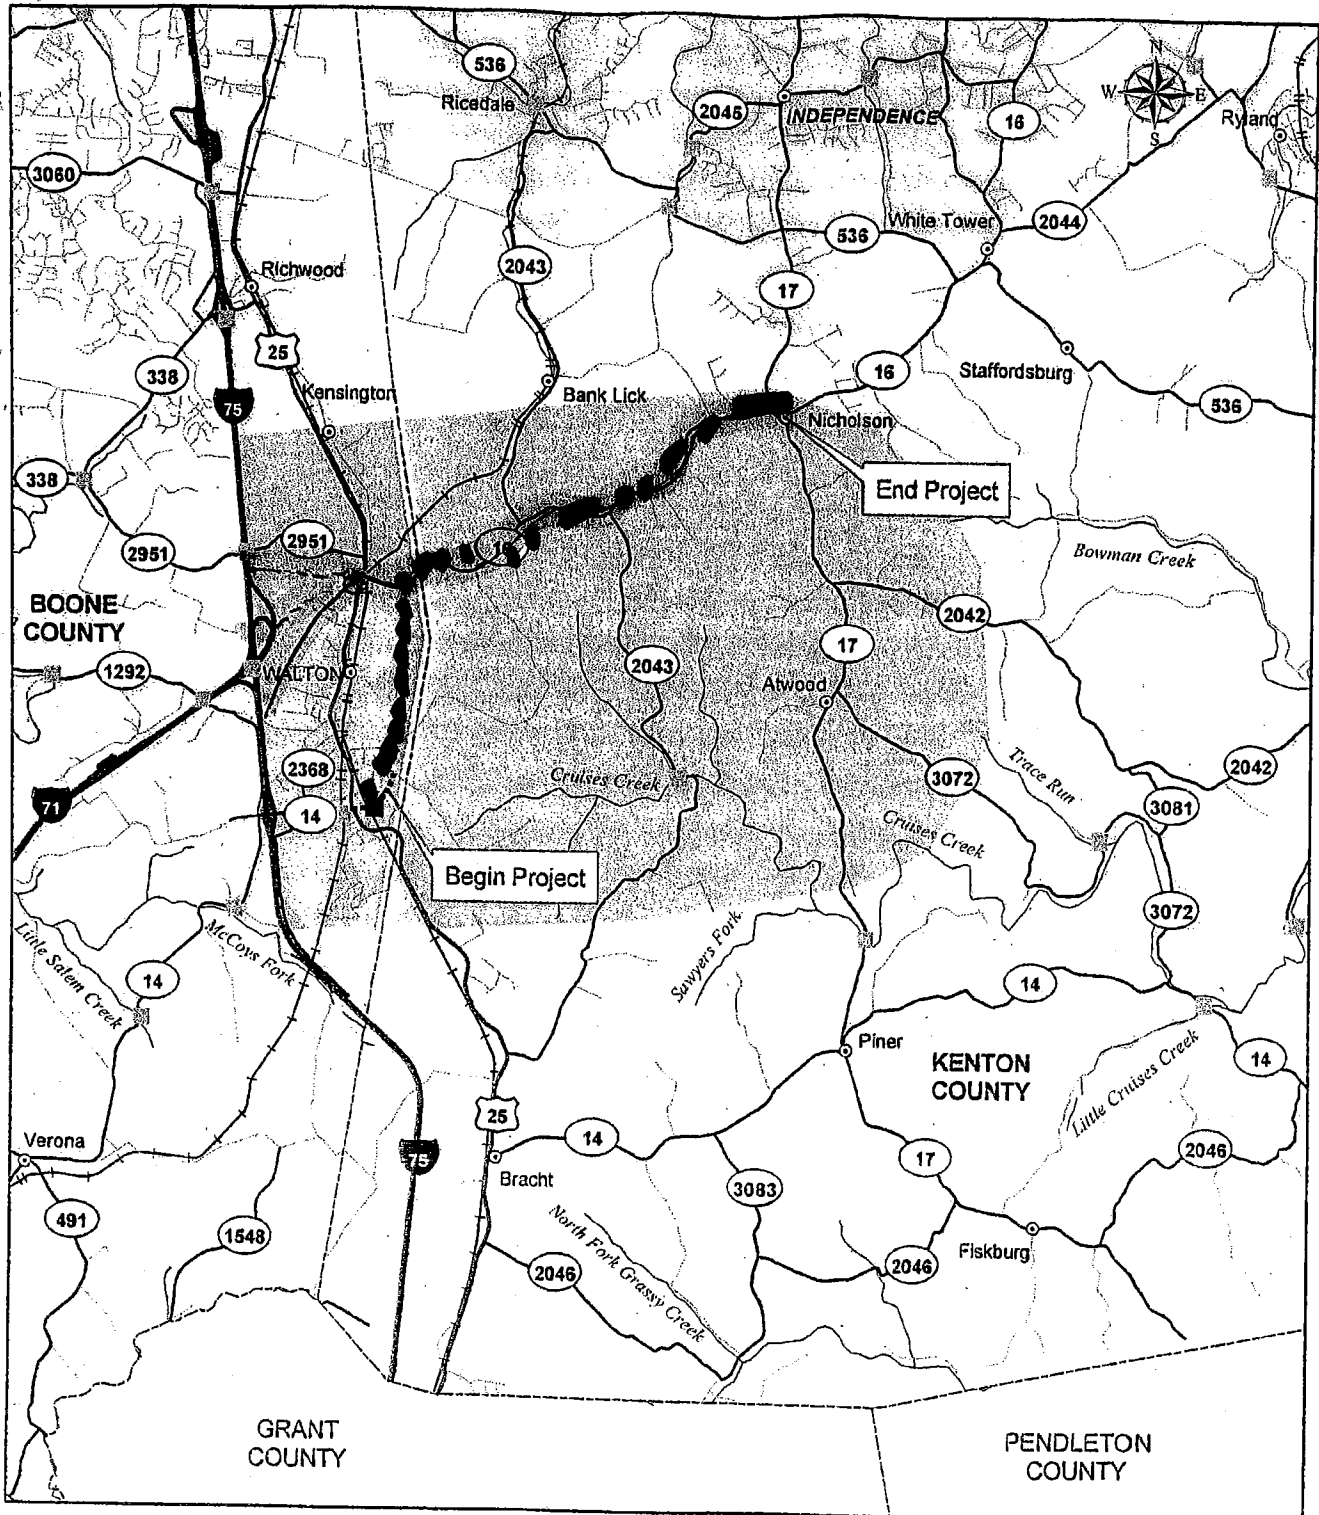 536
2045
INDEPENDENCE
16
N
W
E
S
Ricedale
Ryland
3060
White Tower
2044
536
Richwood
2043
17
25
338
Kensington
75
Bank Lick
16
Staffordsburg
536
Nicholson
338
End Project
2951
2951
16
Bowman Creek
BOONE
COUNTY
2042
17
1292
WALTON
2043
Atwood
2368
Cruises Creek
3072
Trace Run
2042
71
14
3081
Cruises Creek
Begin Project
3072
Little Salem Creek
McCoys Fork
Sawyers Fork
14
14
Piner
KENTON
COUNTY
14
Little Cruises Creek
25
Verona
14
75
Bracht
17
2046
3083
491
1548
North Fork Grassy Creek
Fiskburg
2046
2046
GRANT
COUNTY
PENDLETON
COUNTY